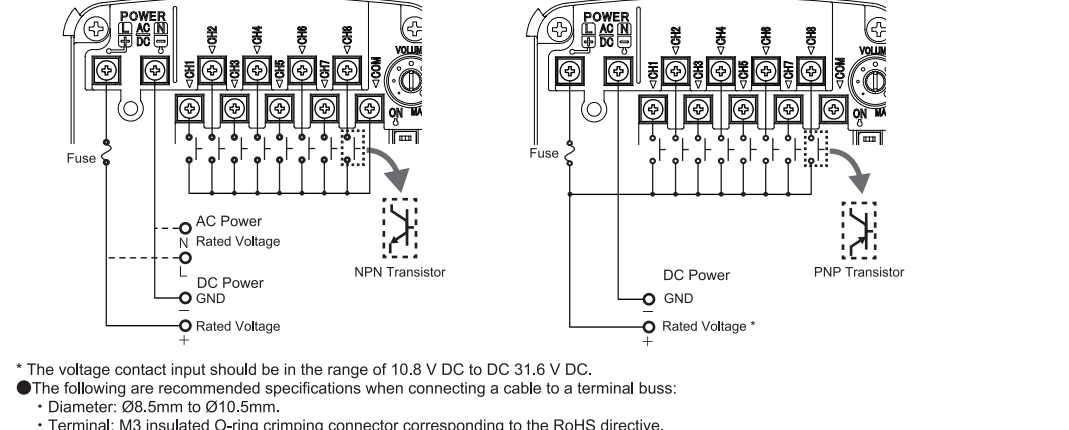 POWER
L AC N
+ DC −
CH2
CH4
CH6
CH8
CH1
CH3
CH5
CH7
COM
VOLUM
ON
MA
Fuse
AC Power
N Rated Voltage
L
DC Power
GND
−
Rated Voltage
+
NPN Transistor
POWER
L AC N
+ DC −
CH2
CH4
CH6
CH8
CH1
CH3
CH5
CH7
COM
VOLUM
ON
MA
Fuse
DC Power
GND
−
Rated Voltage *
+
PNP Transistor
* The voltage contact input should be in the range of 10.8 V DC to DC 31.6 V DC.
●The following are recommended specifications when connecting a cable to a terminal buss:
・Diameter: Ø8.5mm to Ø10.5mm.
・Terminal: M3 insulated O-ring crimping connector corresponding to the RoHS directive.